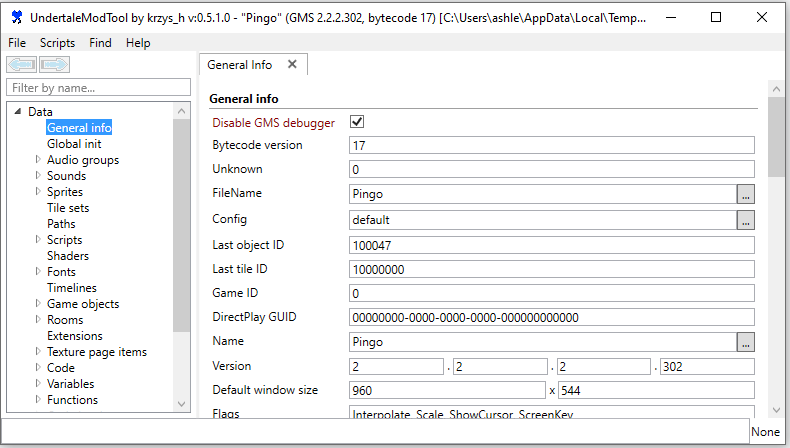 UndertaleModTool by krzys_h v:0.5.1.0 - "Pingo" (GMS 2.2.2.302, bytecode 17) [C:\Users\ashle\AppData\Local\Temp...
File Scripts Find Help
General Info
Filter by name...
Data
General info
Global init
Audio groups
Sounds
Sprites
Tile sets
Paths
Scripts
Shaders
Fonts
Timelines
Game objects
Rooms
Extensions
Texture page items
Code
Variables
Functions
General info
Disable GMS debugger
Bytecode version 17
Unknown 0
FileName Pingo ...
Config default ...
Last object ID 100047
Last tile ID 10000000
Game ID 0
DirectPlay GUID 00000000-0000-0000-0000-000000000000
Name Pingo ...
Version 2 . 2 . 2 . 302
Default window size 960 x 544
Flags Interpolate, Scale, ShowCursor, ScreenKey,
None